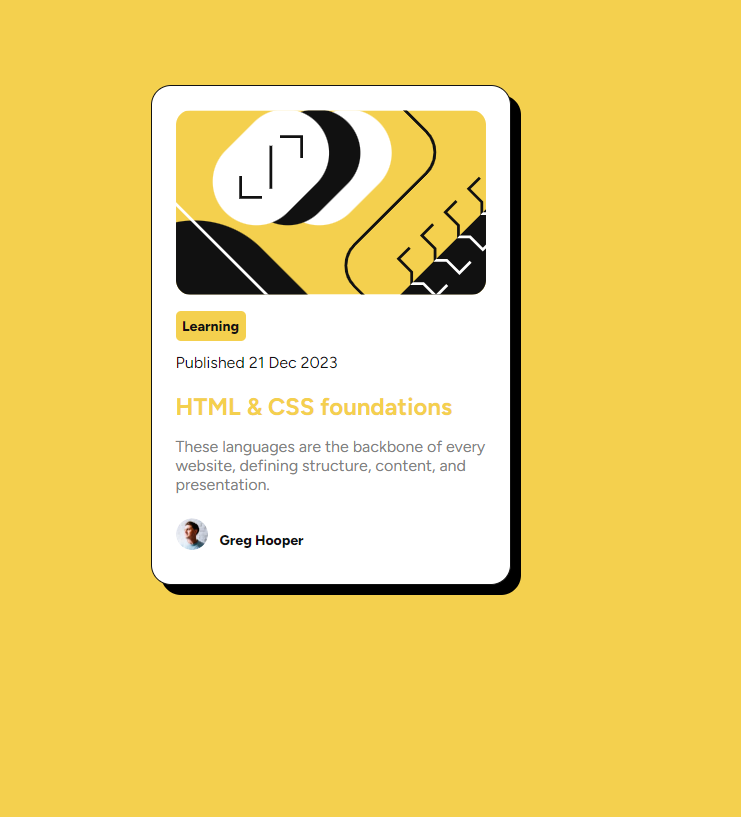 Learning
Published 21 Dec 2023
HTML & CSS foundations
These languages are the backbone of every
website, defining structure, content, and
presentation.
Greg Hooper